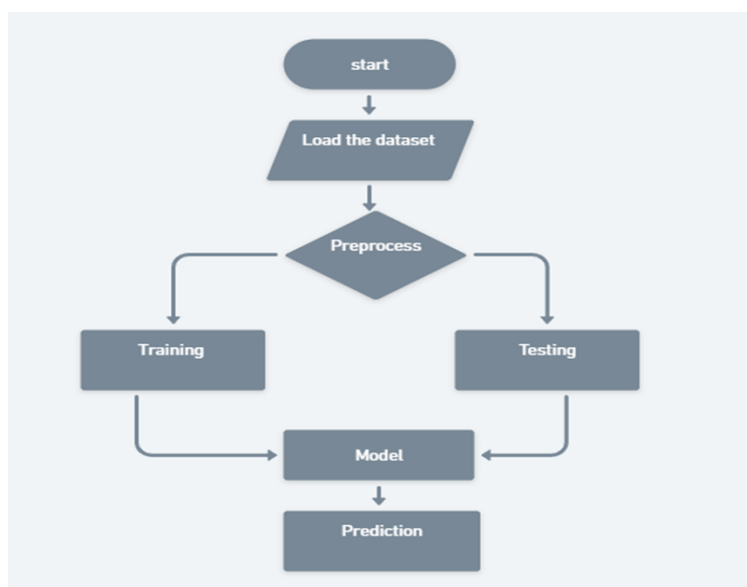 start
Load the dataset
Preprocess
Training
Testing
Model
Prediction